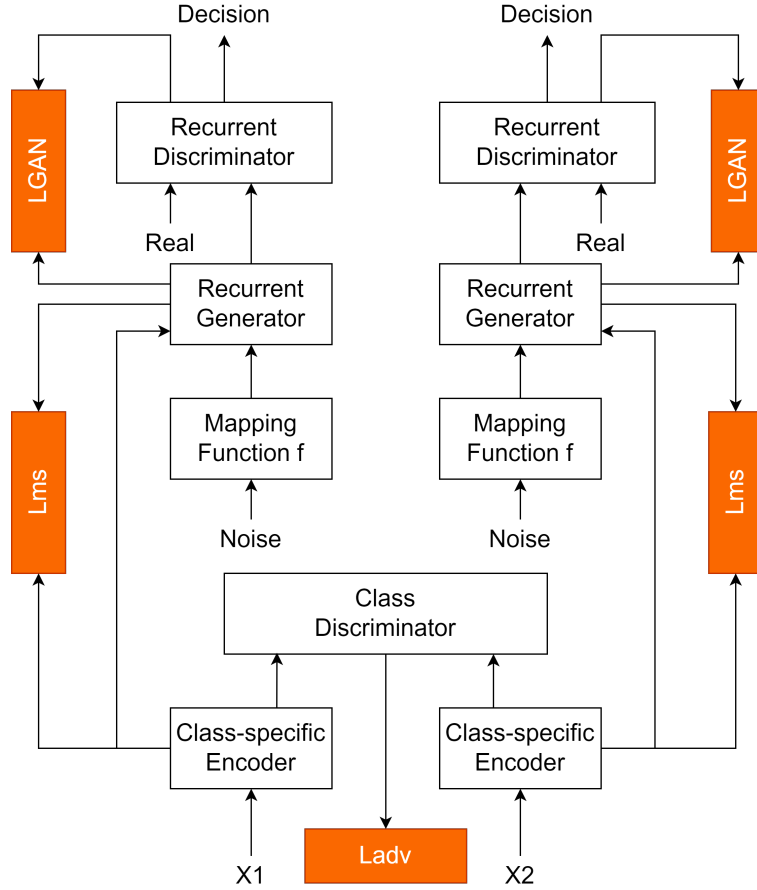 Decision
Decision
Recurrent
Discriminator
Recurrent
Discriminator
LGAN
LGAN
Real
Real
Recurrent
Generator
Recurrent
Generator
Mapping
Function f
Mapping
Function f
Lms
Lms
Noise
Noise
Class
Discriminator
Class-specific
Encoder
Class-specific
Encoder
X1
Ladv
X2